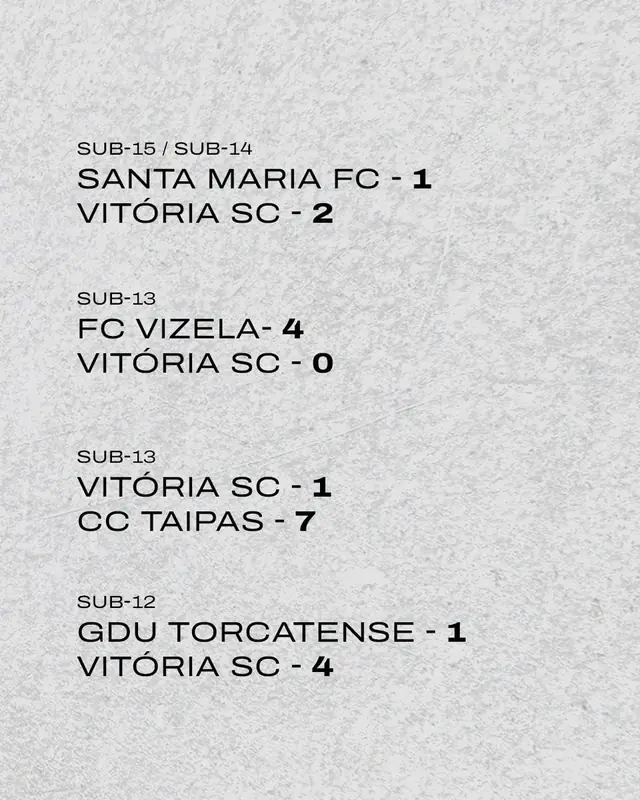 SUB-15 / SUB-14
SANTA MARIA FC - 1
VITÓRIA SC - 2
SUB-13
FC VIZELA- 4
VITÓRIA SC - 0
SUB-13
VITÓRIA SC - 1
CC TAIPAS - 7
SUB-12
GDU TORCATENSE - 1
VITÓRIA SC - 4